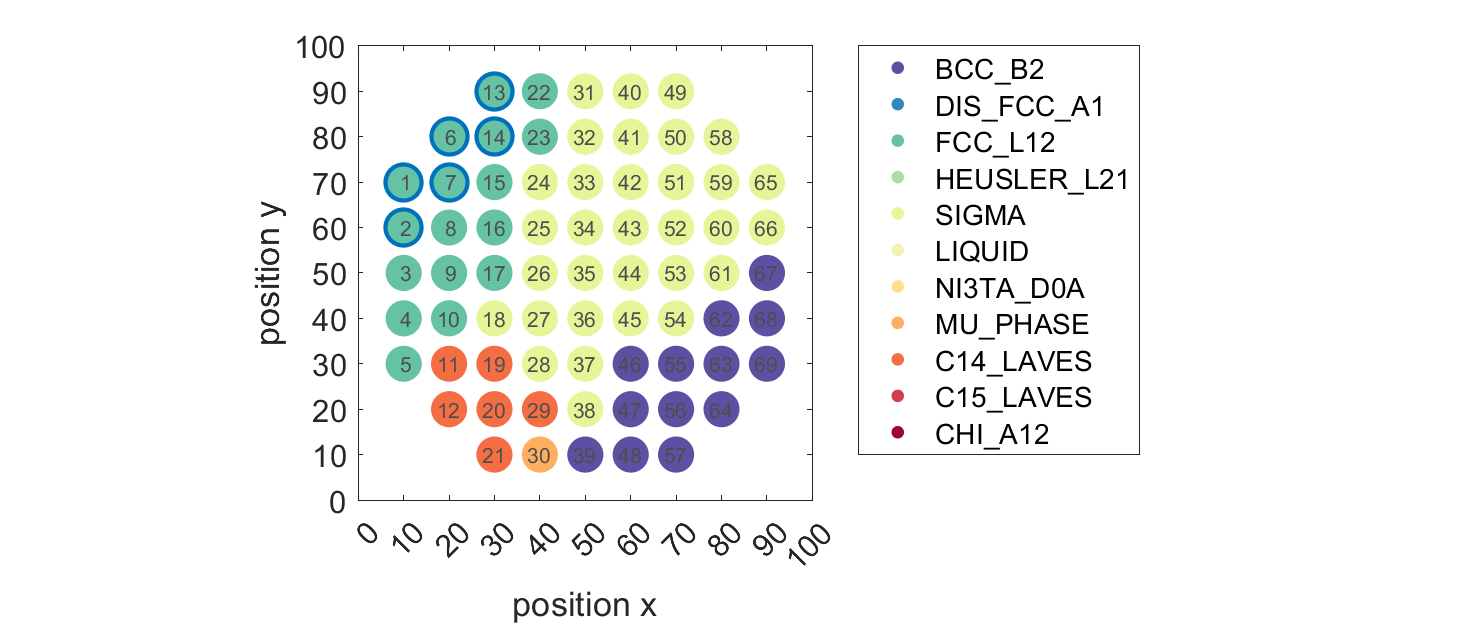 100
90
80
70
60
50
40
30
20
10
0
position y
13 22 31 40 49
6 14 23 32 41 50 58
1 7 15 24 33 42 51 59 65
2 8 16 25 34 43 52 60 66
3 9 17 26 35 44 53 61 67
4 10 18 27 36 45 54 62 68
5 11 19 28 37 46 55 63 69
12 20 29 38 47 56 64
21 30 39 48 57
0 10 20 30 40 50 60 70 80 90 100
position x
BCC_B2
DIS_FCC_A1
FCC_L12
HEUSLER_L21
SIGMA
LIQUID
NI3TA_D0A
MU_PHASE
C14_LAVES
C15_LAVES
CHI_A12